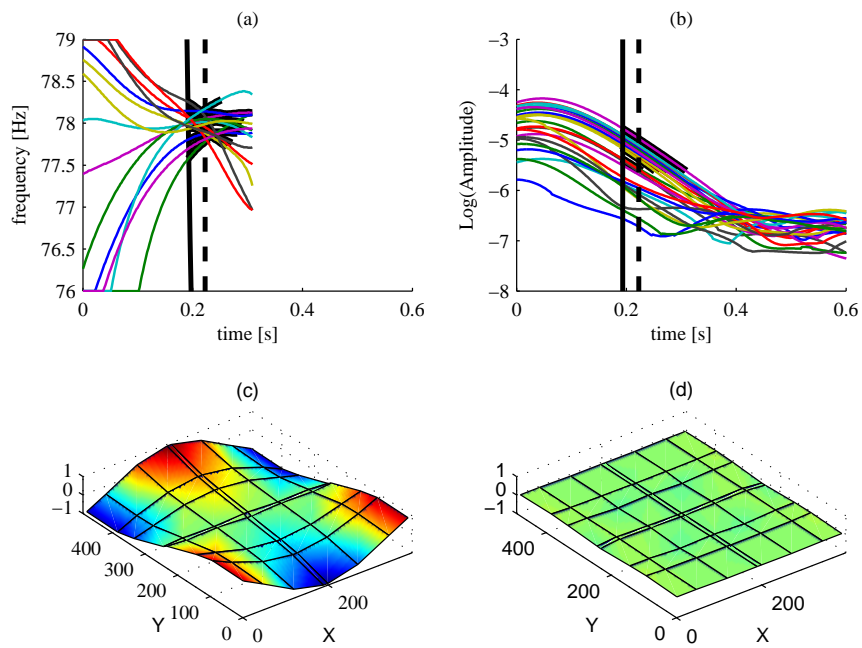 (a)
79
78.5
78
77.5
77
76.5
76
frequency [Hz]
0 0.2 0.4 0.6
time [s]
(b)
−3
−4
−5
−6
−7
−8
Log(Amplitude)
0 0.2 0.4 0.6
time [s]
(c)
1
0
−1
400
300
200
100
0
Y
0
200
X
(d)
1
0
−1
400
200
0
Y
0
200
X